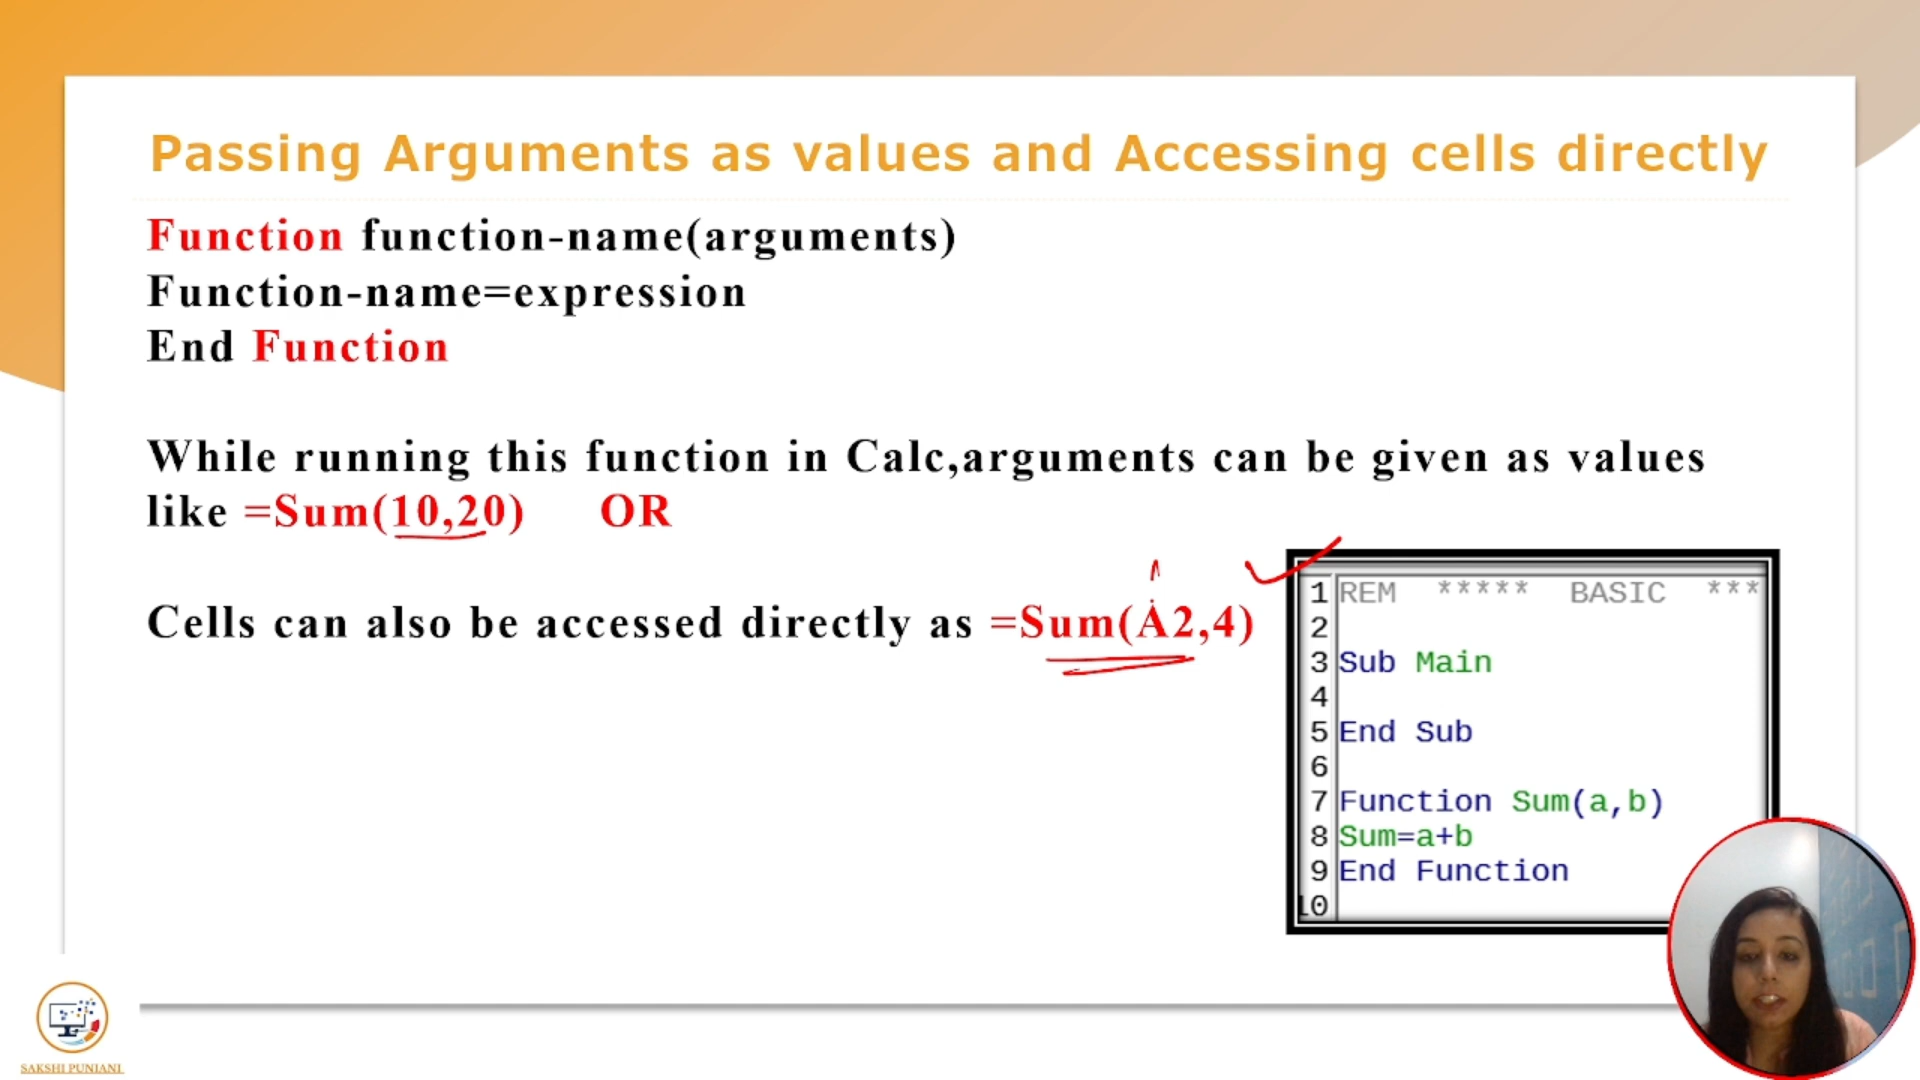 Passing Arguments as values and Accessing cells directly
Function function-name(arguments)
Function-name=expression
End Function
While running this function in Calc,arguments can be given as values
like =Sum(10,20) OR
Cells can also be accessed directly as =Sum(A2,4)
1 REM ***** BASIC ***
2
3 Sub Main
4
5 End Sub
6
7 Function Sum(a,b)
8 Sum=a+b
9 End Function
10
SAKSHI PUNIANI